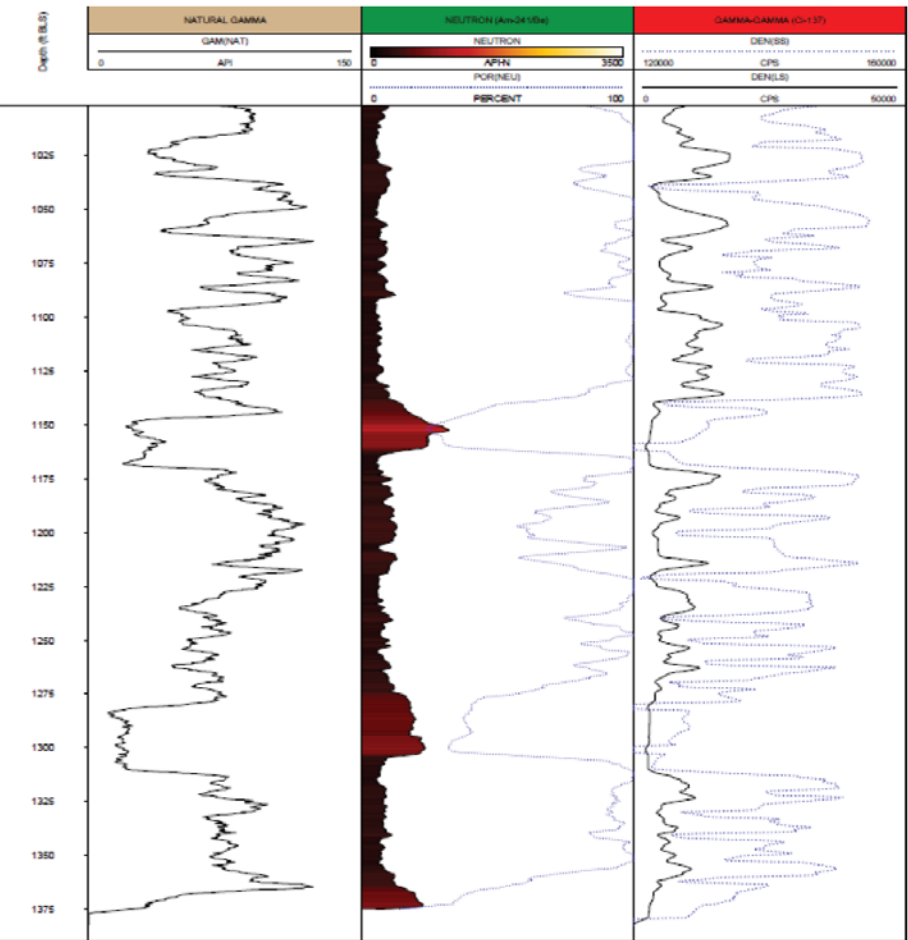 Depth (ft BLS)
NATURAL GAMMA
GAM(NAT)
0 API 150
NEUTRON (Am-241/Be)
NEUTRON
0 API-N 3500
POR(NEU)
0 PERCENT 100
GAMMA-GAMMA (C-137)
DEN(SS)
120000 CPS 160000
DEN(LS)
0 CPS 50000
1025
1050
1075
1100
1125
1150
1175
1200
1225
1250
1275
1300
1325
1350
1375